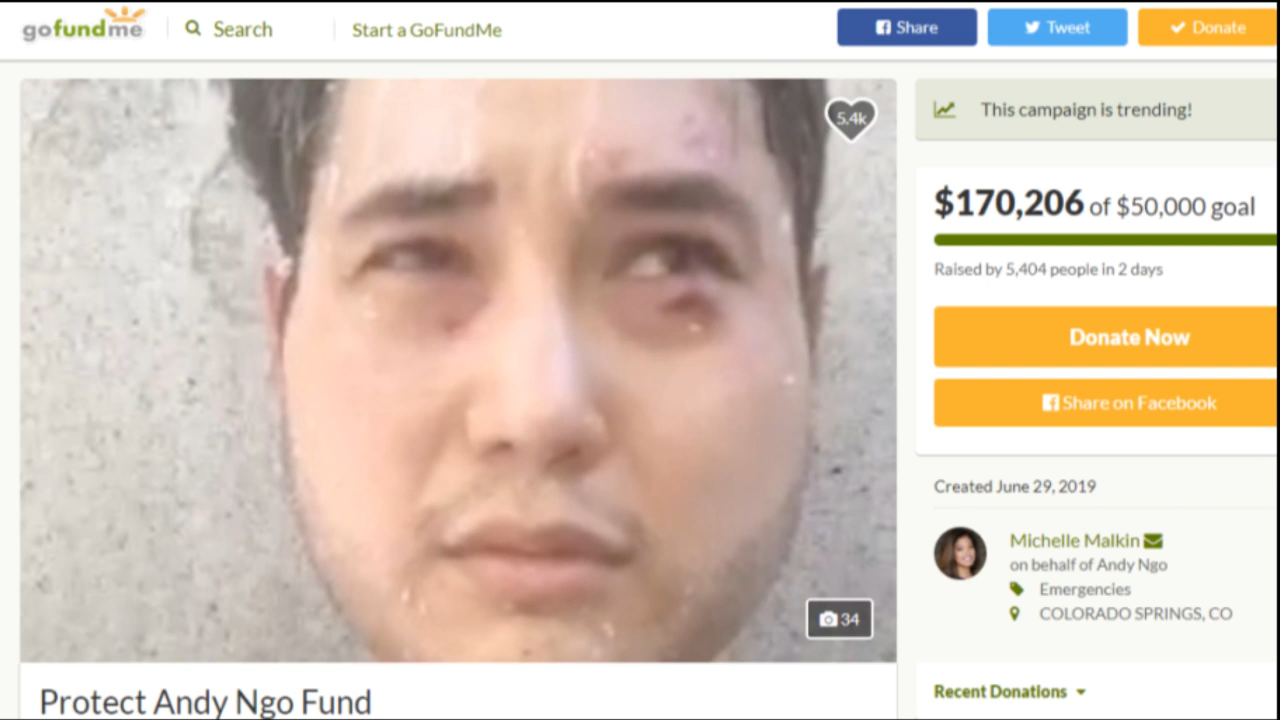 gofundme
Search
Start a GoFundMe
Share
Tweet
Donate
5.4k
34
Protect Andy Ngo Fund
This campaign is trending!
$170,206 of $50,000 goal
Raised by 5,404 people in 2 days
Donate Now
Share on Facebook
Created June 29, 2019
Michelle Malkin
on behalf of Andy Ngo
Emergencies
COLORADO SPRINGS, CO
Recent Donations